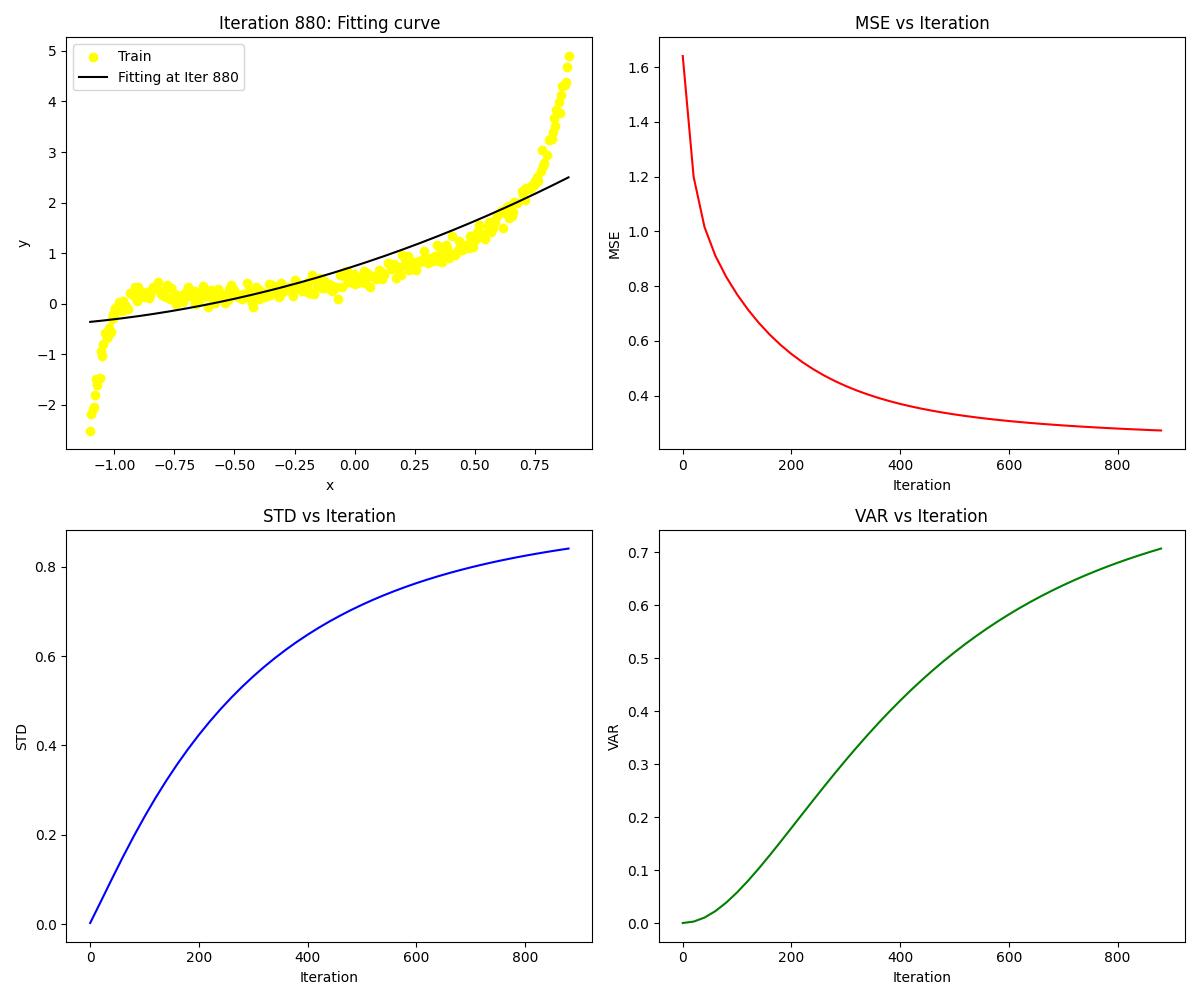 Iteration 880: Fitting curve
Train
Fitting at Iter 880
y
5
4
3
2
1
0
−1
−2
−1.00 −0.75 −0.50 −0.25 0.00 0.25 0.50 0.75
x
MSE vs Iteration
MSE
1.6
1.4
1.2
1.0
0.8
0.6
0.4
0 200 400 600 800
Iteration
STD vs Iteration
STD
0.8
0.6
0.4
0.2
0.0
0 200 400 600 800
Iteration
VAR vs Iteration
VAR
0.7
0.6
0.5
0.4
0.3
0.2
0.1
0.0
0 200 400 600 800
Iteration